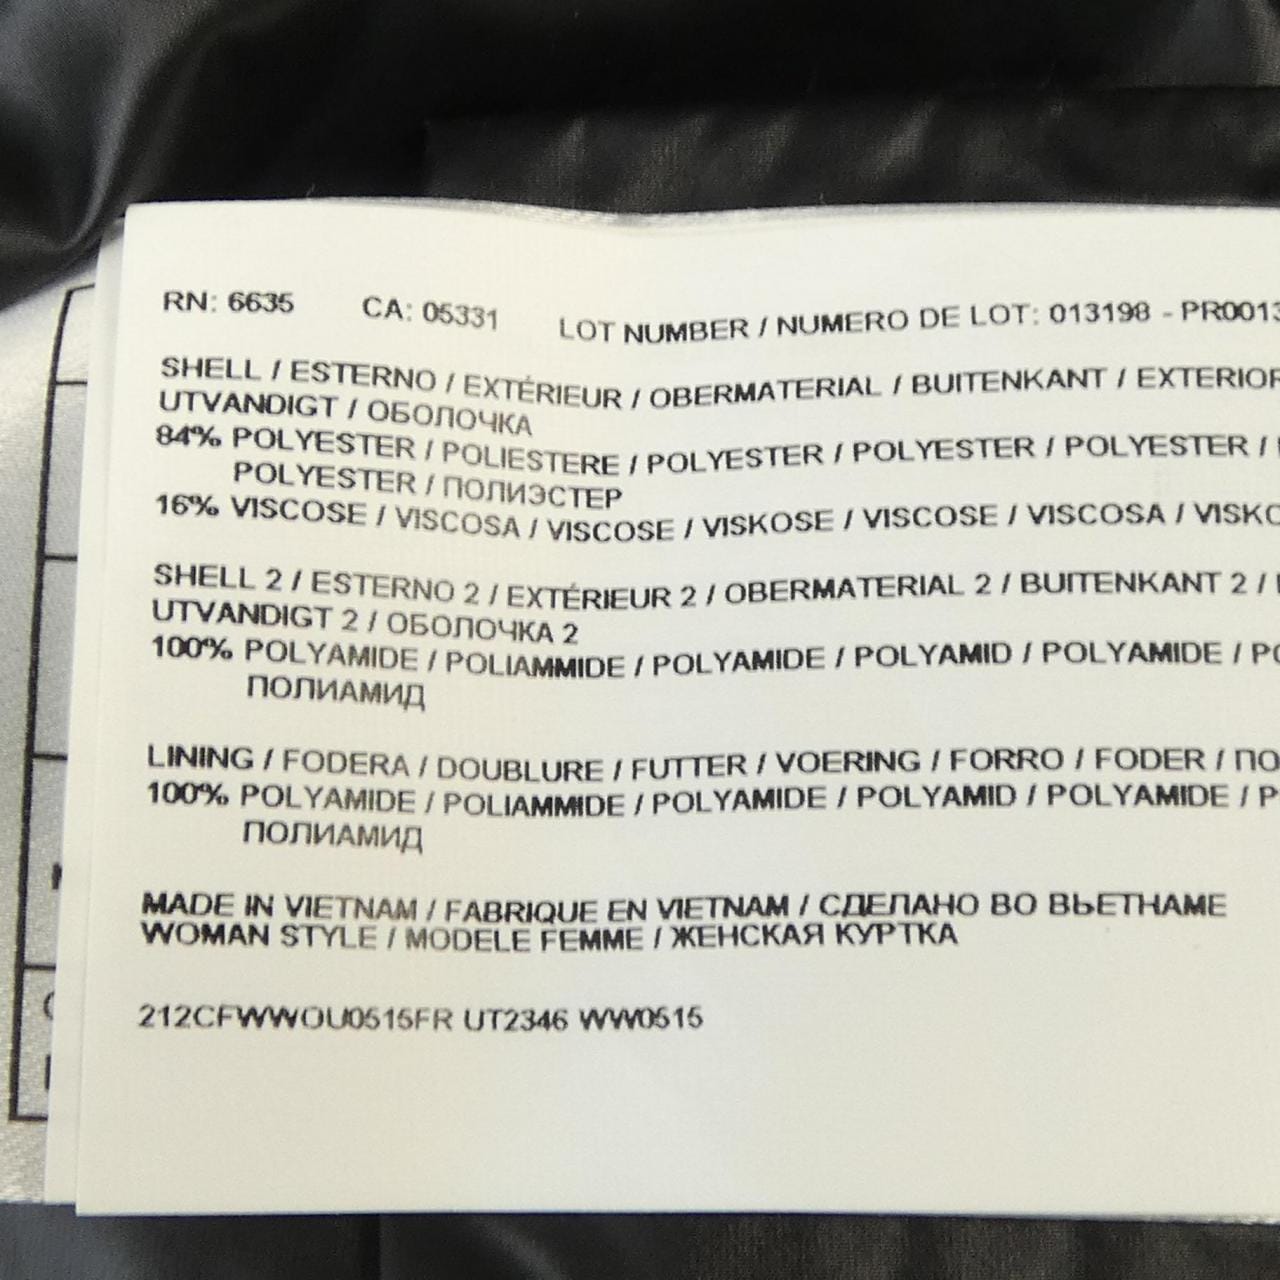 RN: 6635 CA: 05331 LOT NUMBER / NUMERO DE LOT: 013198 - PR0013
SHELL / ESTERNO / EXTÉRIEUR / OBERMATERIAL / BUITENKANT / EXTERIOR
UTVANDIGT / ОБОЛОЧКА
84% POLYESTER / POLIESTERE / POLYESTER / POLYESTER / POLYESTER /
POLYESTER / ПОЛИЭСТЕР
16% VISCOSE / VISCOSA / VISCOSE / VISKOSE / VISCOSE / VISCOSA / VISKO
SHELL 2 / ESTERNO 2 / EXTÉRIEUR 2 / OBERMATERIAL 2 / BUITENKANT 2 /
UTVANDIGT 2 / ОБОЛОЧКА 2
100% POLYAMIDE / POLIAMMIDE / POLYAMIDE / POLYAMID / POLYAMIDE / PO
ПОЛИАМИД
LINING / FODERA / DOUBLURE / FUTTER / VOERING / FORRO / FODER / ПО
100% POLYAMIDE / POLIAMMIDE / POLYAMIDE / POLYAMID / POLYAMIDE / P
ПОЛИАМИД
MADE IN VIETNAM / FABRIQUE EN VIETNAM / СДЕЛАНО ВО ВЬЕТНАМЕ
WOMAN STYLE / MODELE FEMME / ЖЕНСКАЯ КУРТКА
212CFWWOU0515FR UT2346 WW0515